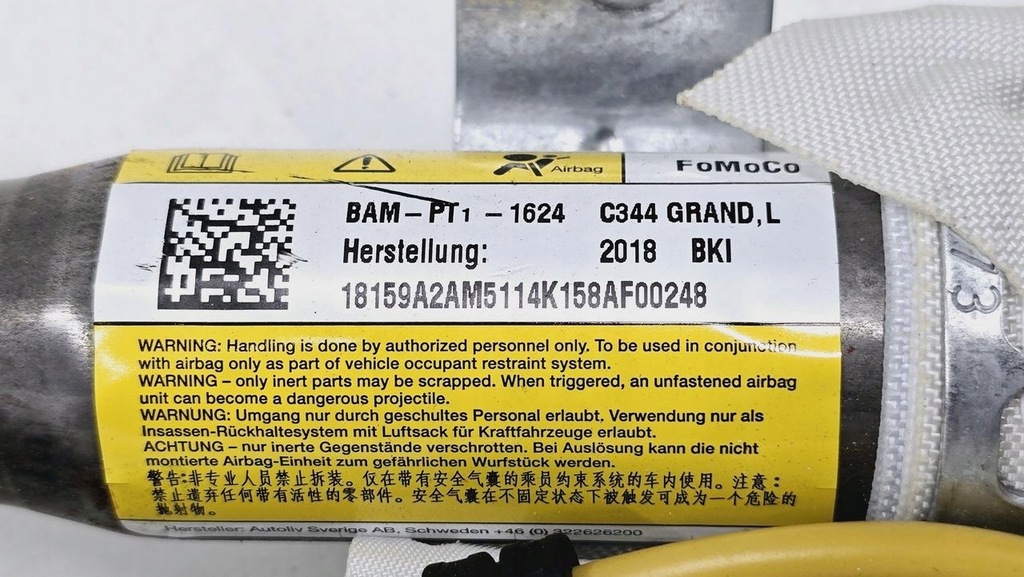 Airbag FoMoCo
BAM-PT1-1624 C344 GRAND, L
Herstellung: 2018 BKI
18159A2AM5114K158AF00248
WARNING: Handling is done by authorized personnel only. To be used in conjunction
with airbag only as part of vehicle occupant restraint system.
WARNING – only inert parts may be scrapped. When triggered, an unfastened airbag
unit can become a dangerous projectile.
WARNUNG: Umgang nur durch geschultes Personal erlaubt. Verwendung nur als
Insassen-Rückhaltesystem mit Luftsack für Kraftfahrzeuge erlaubt.
ACHTUNG – nur inerte Gegenstände verschrotten. Bei Auslösung kann die nicht
montierte Airbag-Einheit zum gefährlichen Wurfstück werden.
警告:非专业人员禁止拆装。仅在带有安全气囊的乘员约束系统的车内使用。注意:
禁止遗弃任何带有活性的零部件。安全气囊在不固定状态下被触发可成为一个危险的
抛射物。
Hersteller: Autoliv Sverige AB, Schweden +46 (0) 322626200